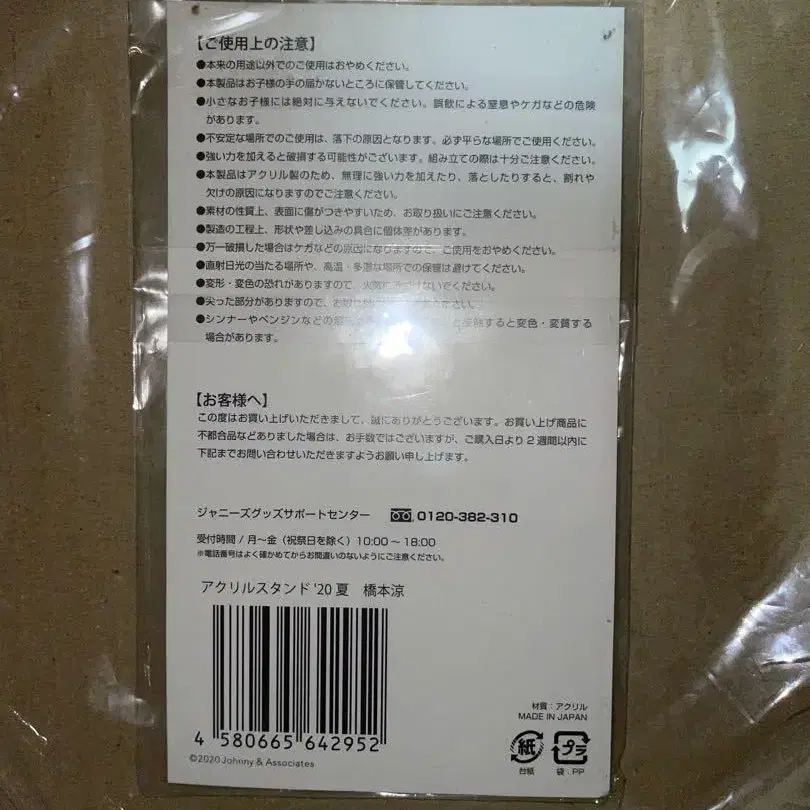 【ご使用上の注意】
●本来の用途以外でのご使用はおやめください。
●本製品はお子様の手の届かないところに保管してください。
●小さなお子様には絶対に与えないでください。誤飲による窒息やケガなどの危険
があります。
●不安定な場所でのご使用は、落下の原因となります。必ず平らな場所でご使用ください。
●強い力を加えると破損する可能性がございます。組み立ての際は十分ご注意ください。
●本製品はアクリル製のため、無理に強い力を加えたり、落としたりすると、割れや
欠けの原因になりますのでご注意ください。
●素材の性質上、表面に傷がつきやすいため、お取り扱いにご注意ください。
●製造の工程上、形状や差し込みの具合に個体差があります。
●万一破損した場合はケガなどの原因になりますので、ご使用をおやめください。
●直射日光の当たる場所や、高温・多湿な場所での保管は避けてください。
●変形・変色の恐れがありますので、火気に近づけないでください。
●尖った部分がありますので、お取り
●シンナーやベンジンなどの と接触すると変色・変質する
場合があります。
【お客様へ】
この度はお買い上げいただきまして、誠にありがとうございます。お買い上げ商品に
不都合品などありました場合は、お手数ではございますが、ご購入日より2週間以内に
下記までお問い合わせいただきますようお願い申し上げます。
ジャニーズグッズサポートセンター 0120-382-310
受付時間/月～金(祝祭日を除く)10:00～18:00
※電話番号はよく確かめてからお間違いのないようにご注意ください。
アクリルスタンド'20夏 橋本涼
4 580665 642952
©2020 Johnny & Associates
材質：アクリル
MADE IN JAPAN
紙 プラ
台紙 袋：PP